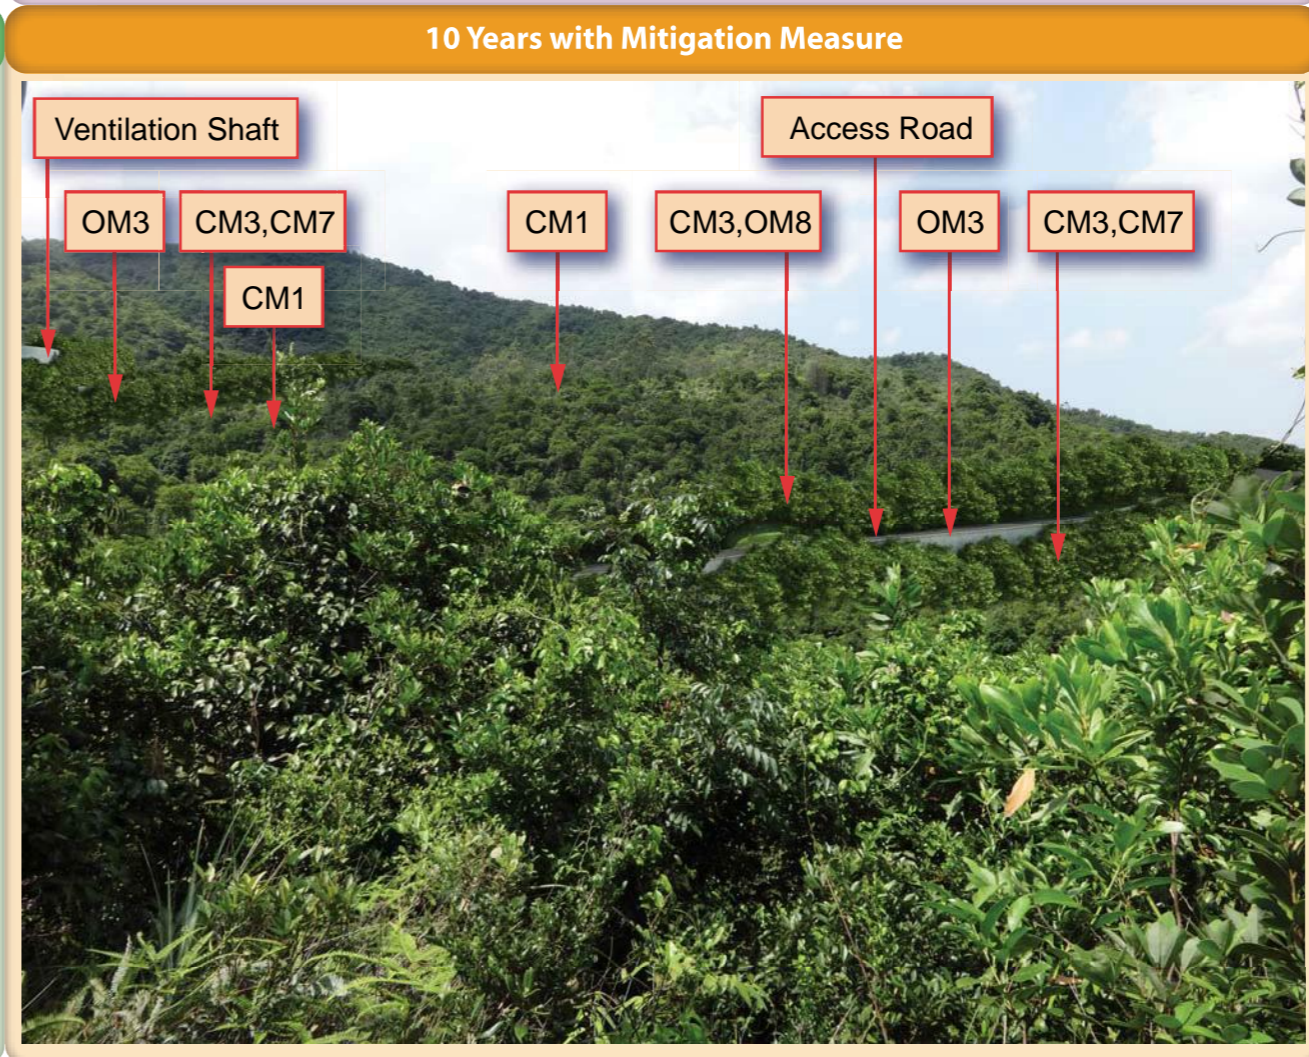 10 Years with Mitigation Measure
Ventilation Shaft
Access Road
OM3
CM3,CM7
CM1
CM3,OM8
OM3
CM3,CM7
CM1